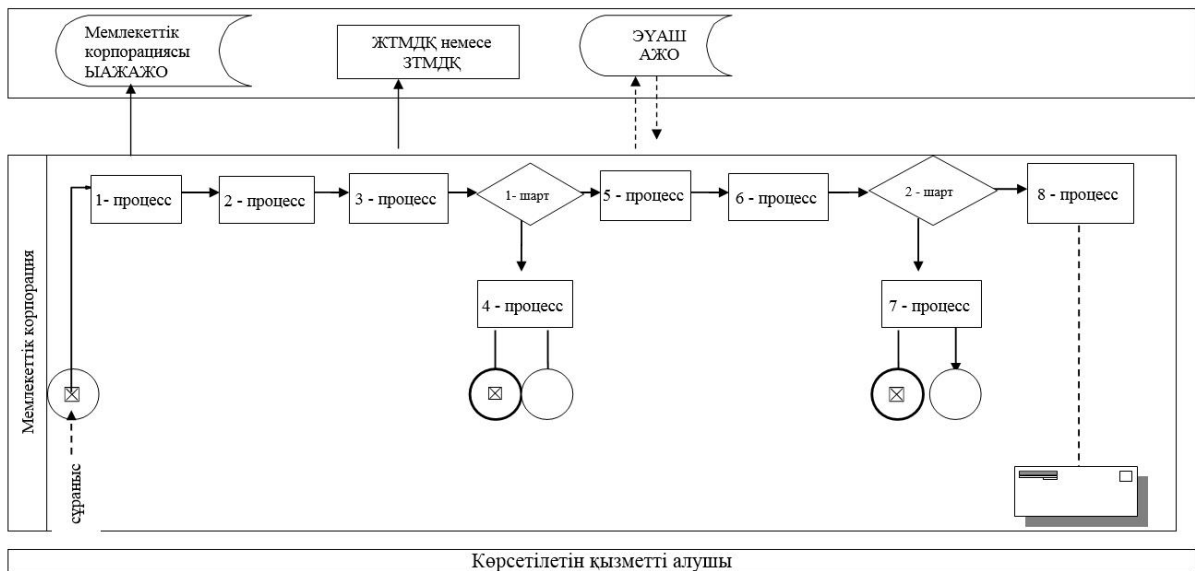 Мемлекеттік
корпорациясы
ЫАЖАЖО
ЖТМДҚ немесе
ЗТМДҚ
ЭҮАШ
АЖО
Мемлекеттік корпорация
1- процесс
2 - процесс
3 - процесс
1- шарт
5 - процесс
6 - процесс
2 - шарт
8 - процесс
4 - процесс
7 - процесс
сұраныс
Көрсетілетін қызметті алушы